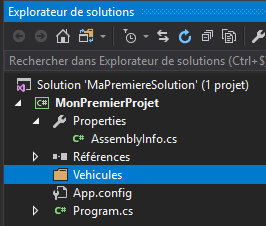 Explorateur de solutions
Rechercher dans Explorateur de solutions (Ctrl+$
Solution 'MaPremiereSolution' (1 projet)
C# MonPremierProjet
Properties
C# AssemblyInfo.cs
Références
Vehicules
App.config
C# Program.cs